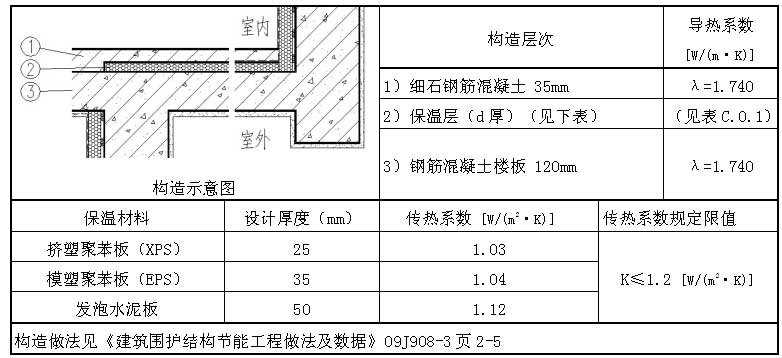 室内
①
②
③
室外
构造示意图
构造层次
导热系数
[W/(m·K)]
1）细石钢筋混凝土 35mm
λ=1.740
2）保温层（d厚）（见下表）
（见表C.0.1）
3）钢筋混凝土楼板 120mm
λ=1.740
保温材料
设计厚度（mm）
传热系数 [W/(m²·K)]
传热系数规定限值
挤塑聚苯板（XPS）
25
1.03
K≤1.2 [W/(m²·K)]
模塑聚苯板（EPS）
35
1.04
发泡水泥板
50
1.12
构造做法见《建筑围护结构节能工程做法及数据》09J908-3页2-5